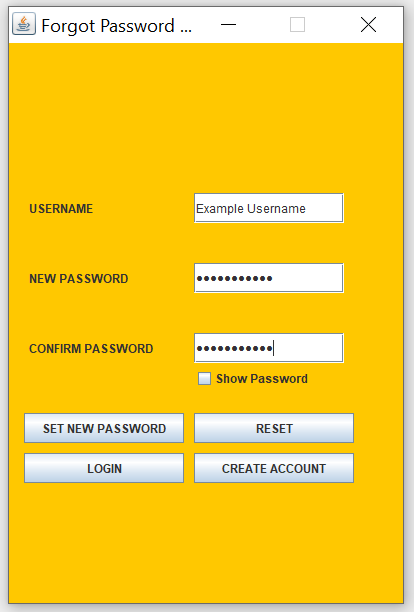 Forgot Password ...
USERNAME
Example Username
NEW PASSWORD
•••••••••••
CONFIRM PASSWORD
•••••••••••
Show Password
SET NEW PASSWORD
RESET
LOGIN
CREATE ACCOUNT